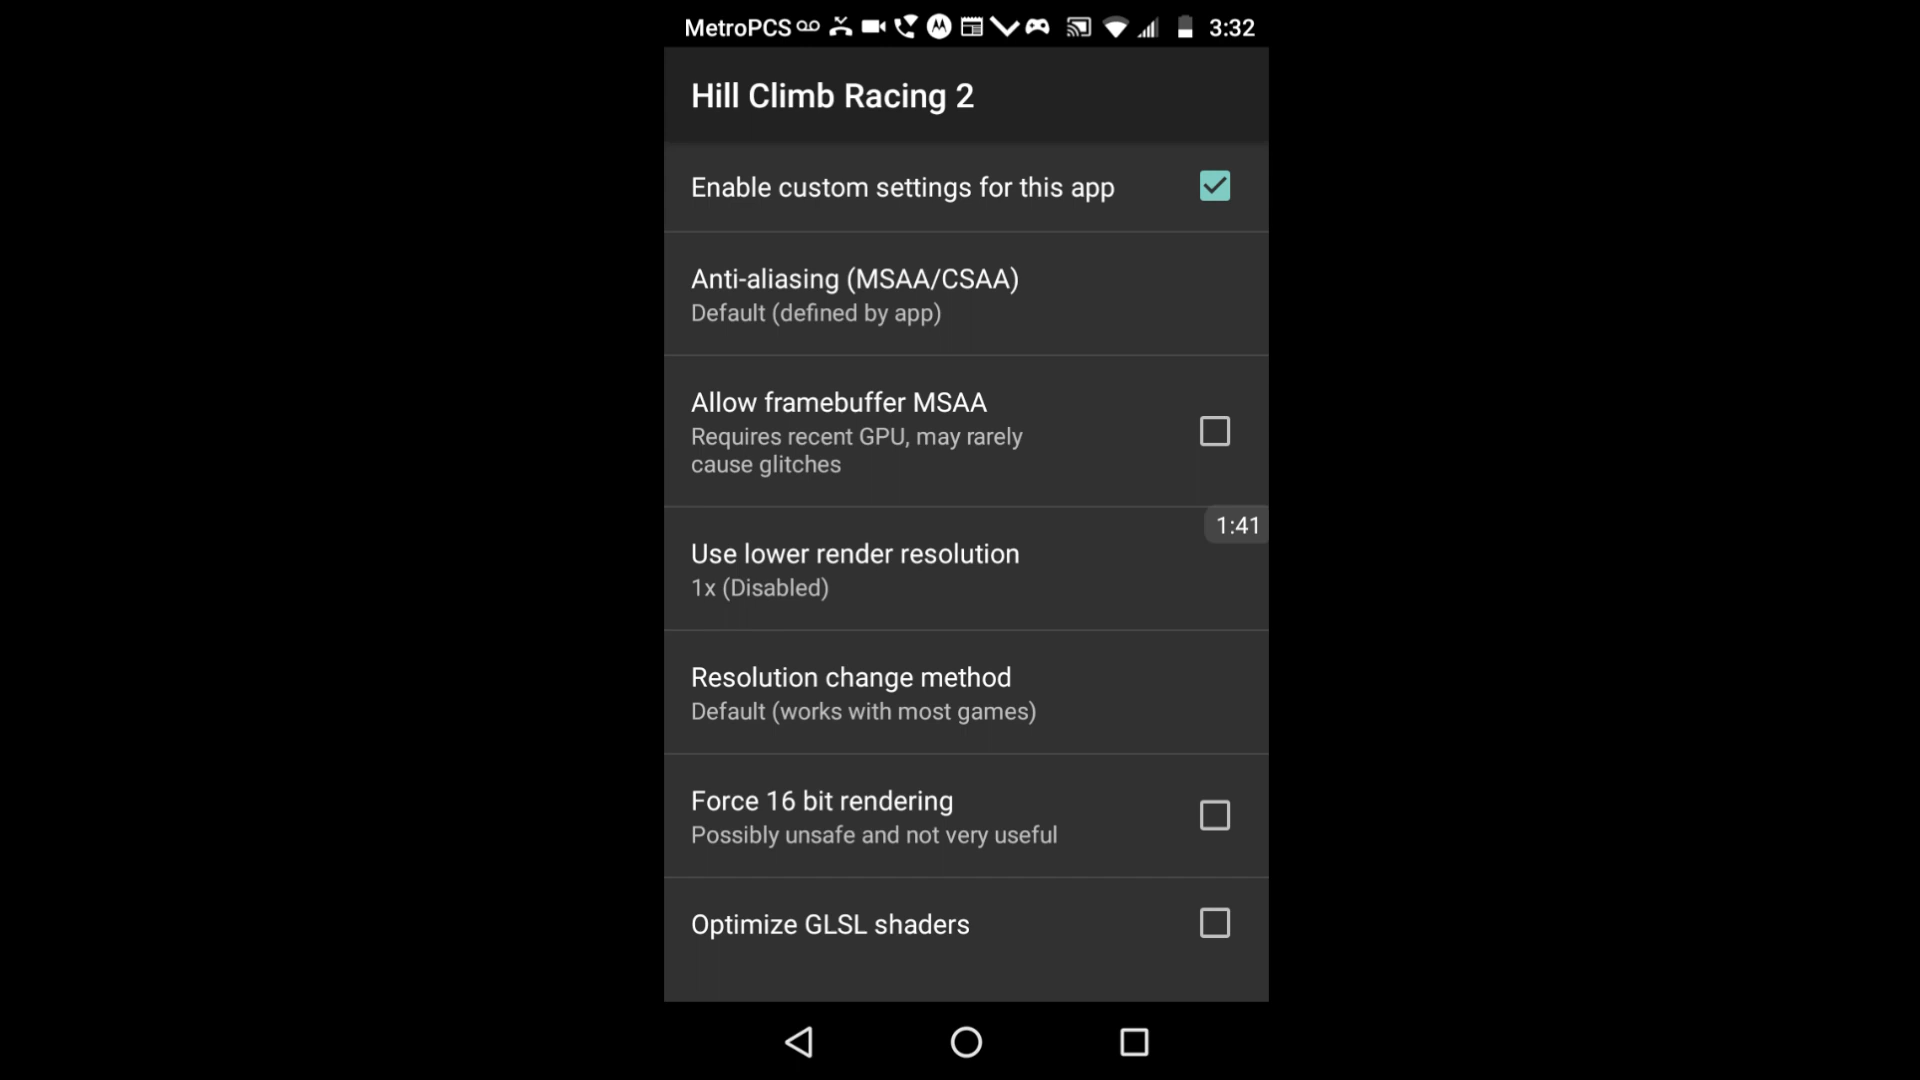 MetroPCS 3:32
Hill Climb Racing 2
Enable custom settings for this app
Anti-aliasing (MSAA/CSAA)
Default (defined by app)
Allow framebuffer MSAA
Requires recent GPU, may rarely
cause glitches
1:41
Use lower render resolution
1x (Disabled)
Resolution change method
Default (works with most games)
Force 16 bit rendering
Possibly unsafe and not very useful
Optimize GLSL shaders